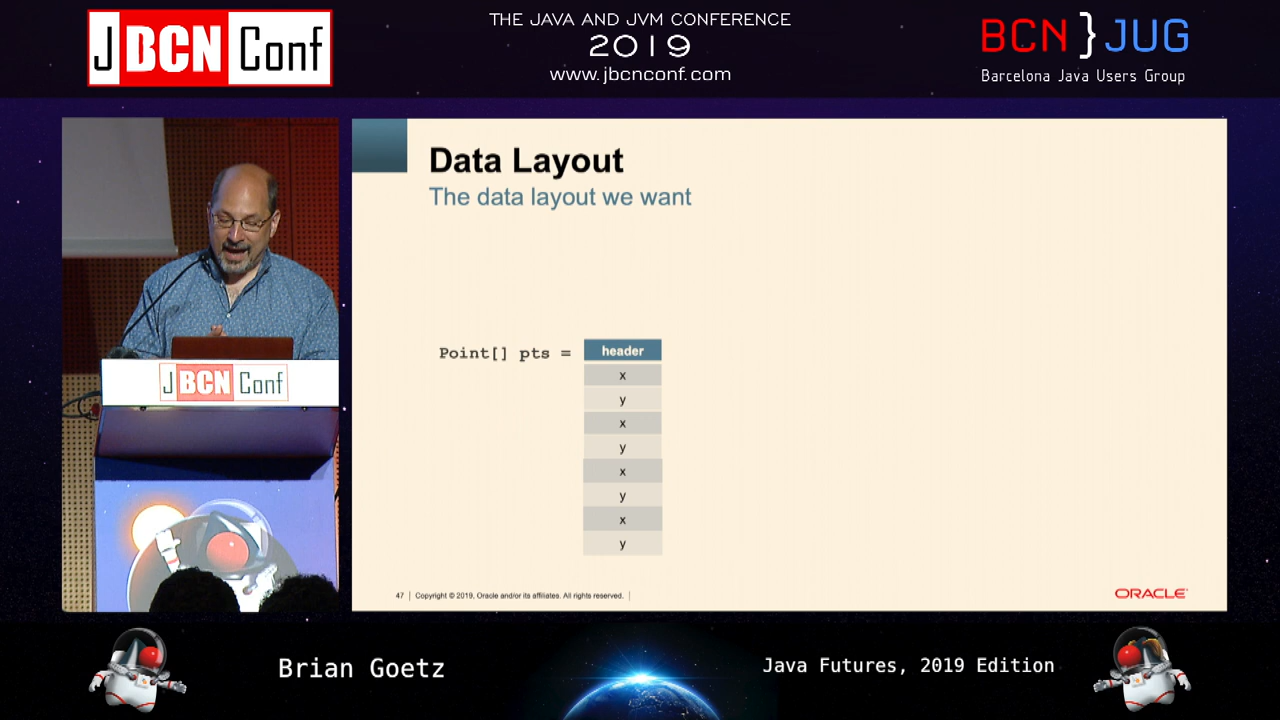 J BCN Conf
THE JAVA AND JVM CONFERENCE
2019
www.jbcnconf.com
BCN}JUG
Barcelona Java Users Group
Data Layout
The data layout we want
Point[] pts =
header
x
y
x
y
x
y
x
y
47 | Copyright © 2019, Oracle and/or its affiliates. All rights reserved. |
ORACLE
J BCN Conf
Brian Goetz
Java Futures, 2019 Edition